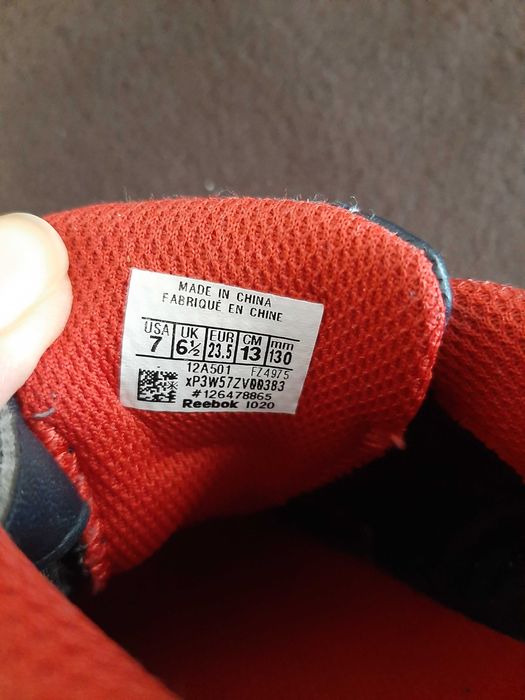 MADE IN CHINA
FABRIQUÉ EN CHINE
USA UK EUR CM mm
7 6½ 23.5 13 130
12A501 FZ4975
xP3W57ZV00383
#126478865
Reebok 1020